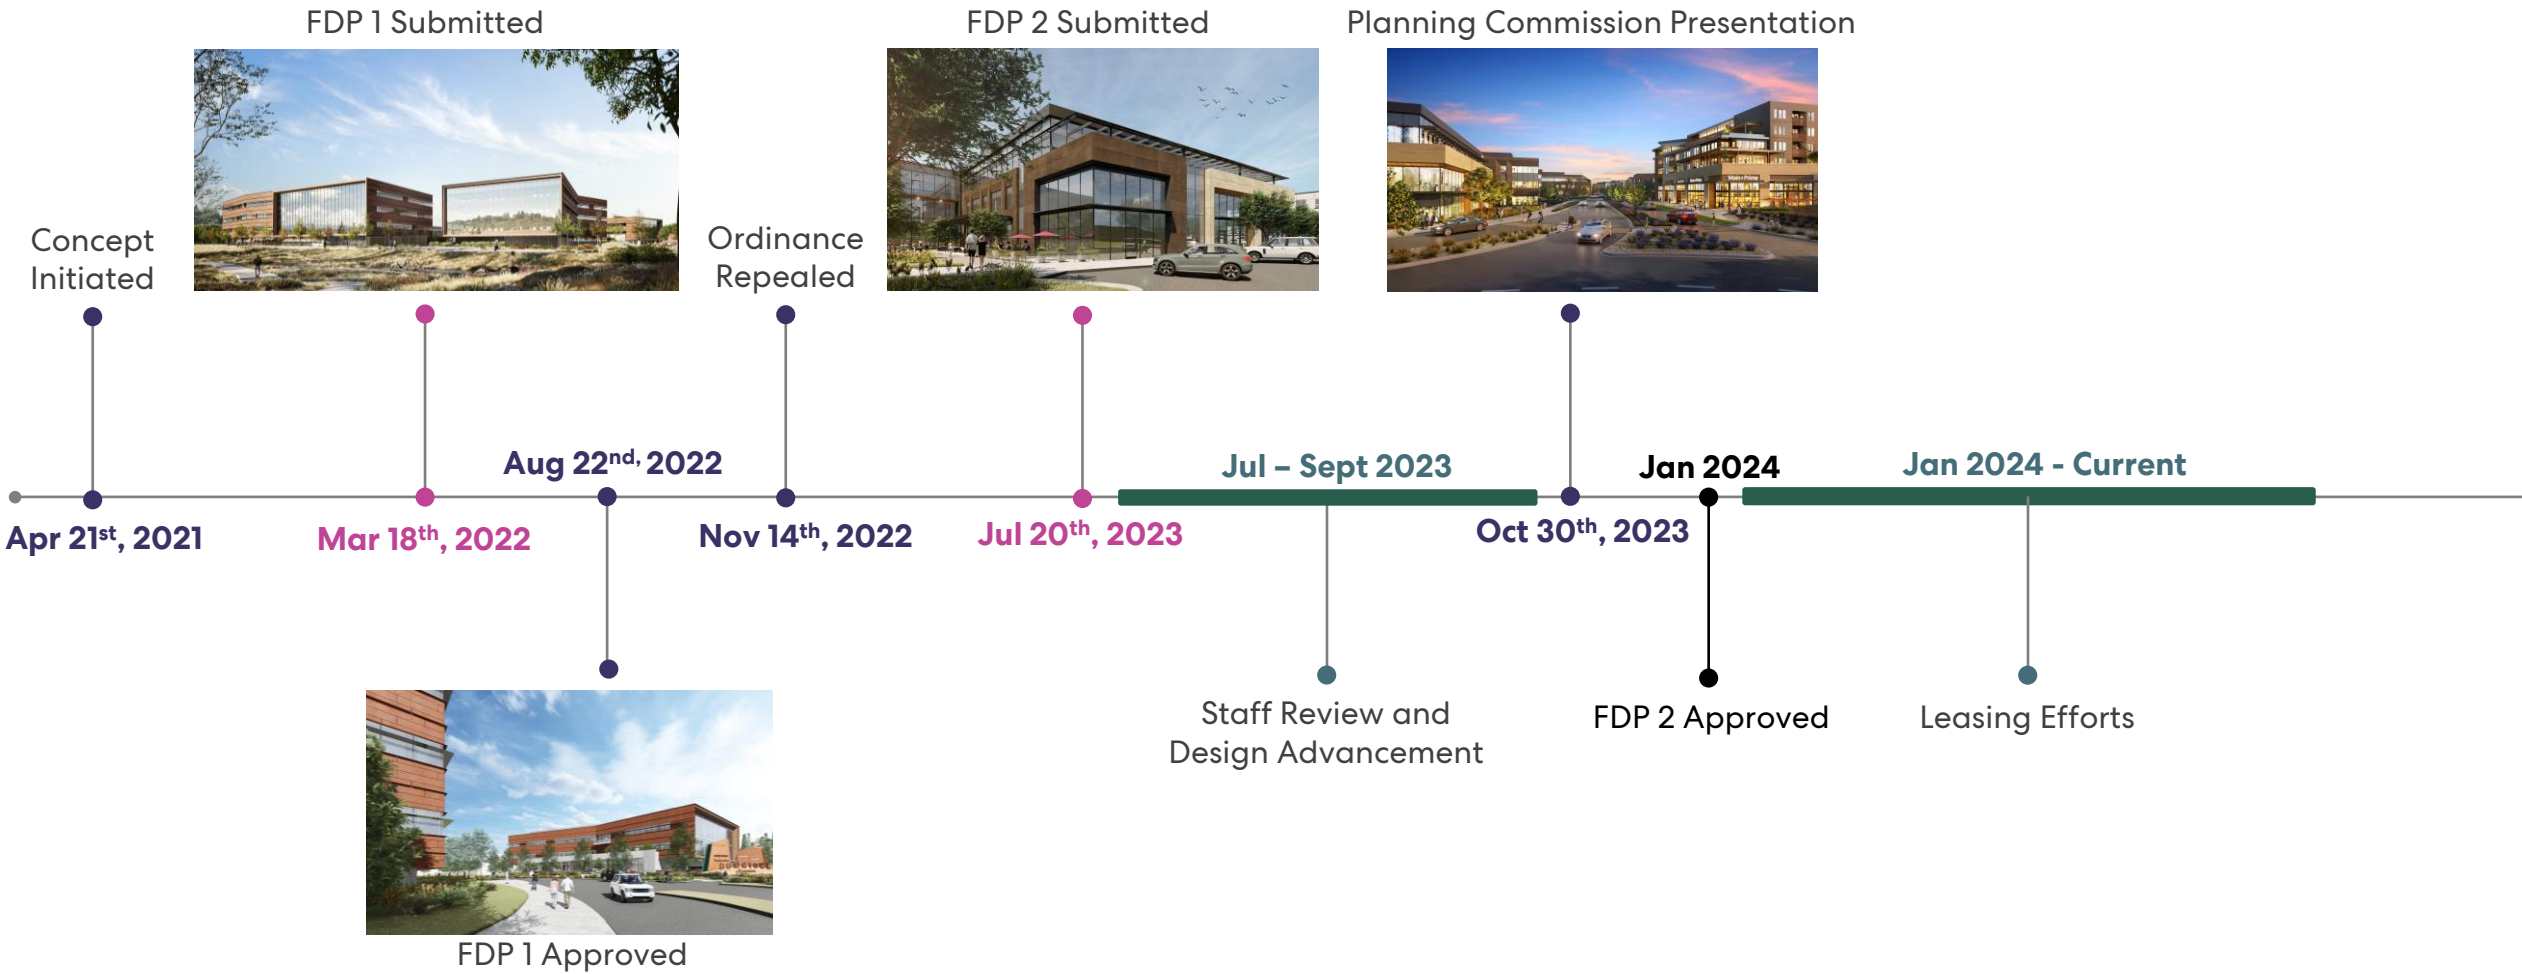 FDP 1 Submitted
FDP 2 Submitted
Planning Commission Presentation
Concept
Initiated
Ordinance
Repealed
Aug 22nd, 2022
Jul – Sept 2023
Jan 2024
Jan 2024 - Current
Apr 21st, 2021
Mar 18th, 2022
Nov 14th, 2022
Jul 20th, 2023
Oct 30th, 2023
Staff Review and
Design Advancement
FDP 2 Approved
Leasing Efforts
FDP 1 Approved